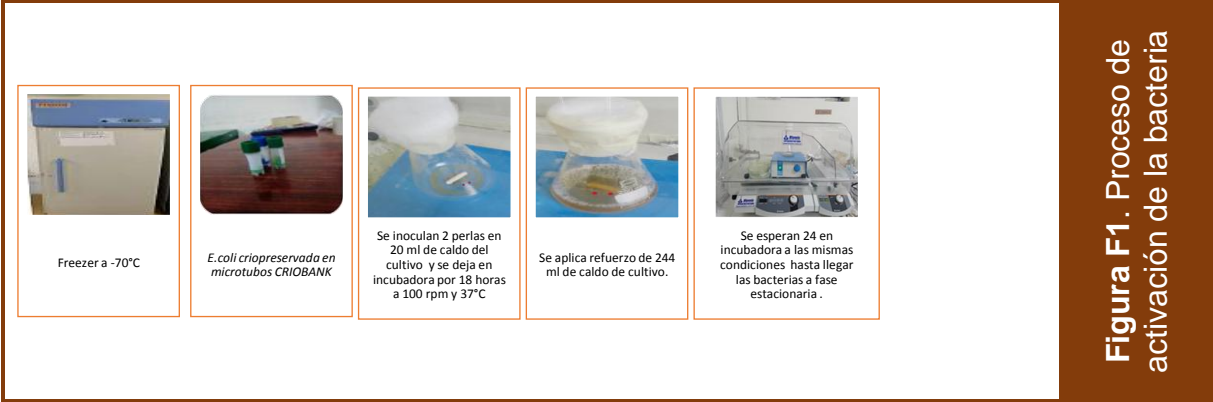 Freezer a -70°C
E.coli criopreservada en
microtubos CRIOBANK
Se inoculan 2 perlas en
20 ml de caldo del
cultivo y se deja en
incubadora por 18 horas
a 100 rpm y 37°C
Se aplica refuerzo de 244
ml de caldo de cultivo.
Se esperan 24 en
incubadora a las mismas
condiciones hasta llegar
las bacterias a fase
estacionaria .
Figura F1. Proceso de
activación de la bacteria